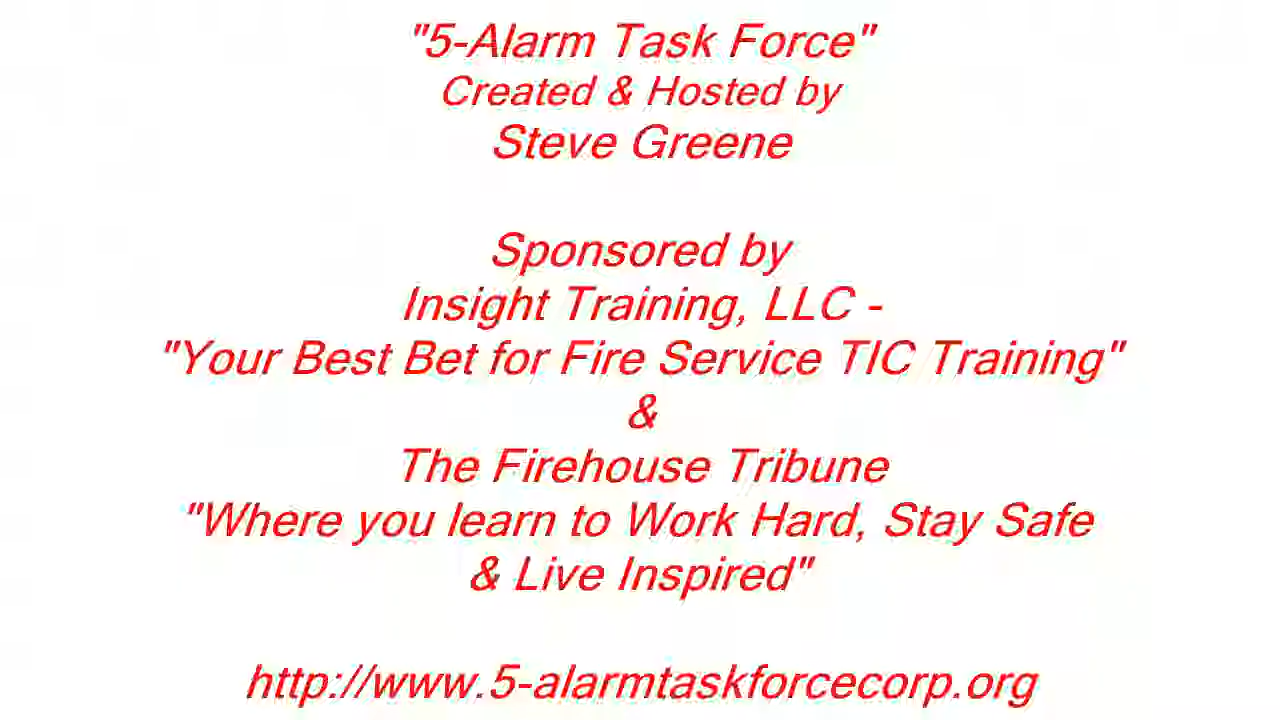 "5-Alarm Task Force"
Created & Hosted by
Steve Greene
Sponsored by
Insight Training, LLC -
"Your Best Bet for Fire Service TIC Training"
&
The Firehouse Tribune
"Where you learn to Work Hard, Stay Safe
& Live Inspired"
http://www.5-alarmtaskforcecorp.org